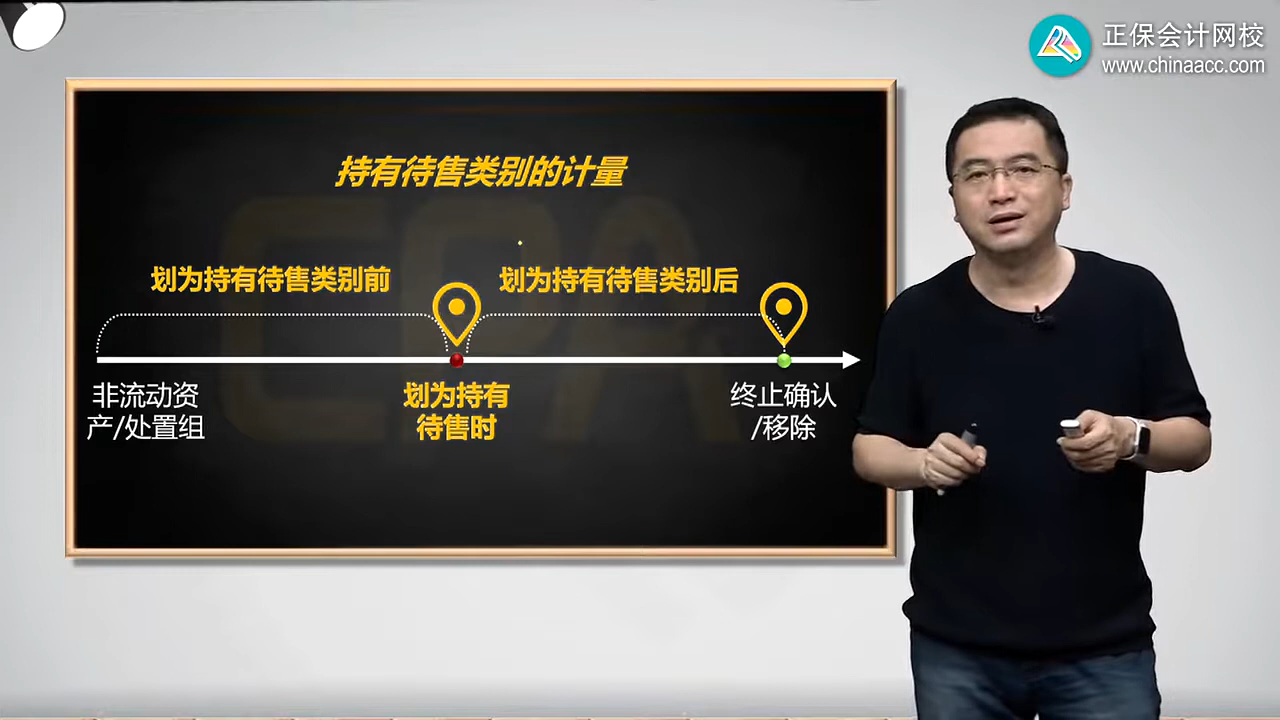 正保会计网校
www.chinaacc.com
持有待售类别的计量
CPA
划为持有待售类别前
划为持有待售类别后
非流动资
产/处置组
划为持有
待售时
终止确认
/移除